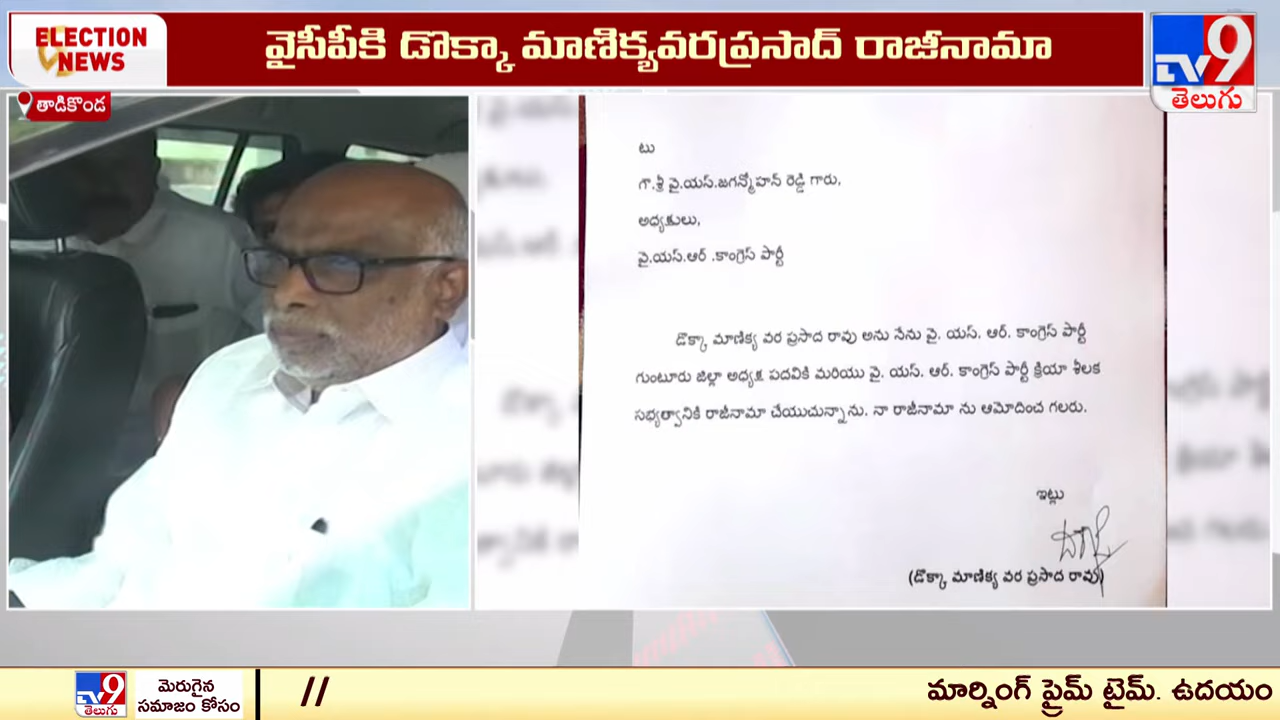 ELECTION
NEWS
వైసీపీకి డొక్కా మాణిక్యవరప్రసాద్ రాజీనామా
TV9
తెలుగు
తాడికొండ
టు
గౌ.శ్రీ వై.యస్.జగన్మోహన్ రెడ్డి గారు,
అధ్యక్షులు,
వై.యస్.ఆర్ .కాంగ్రెస్ పార్టీ
డొక్కా మాణిక్య వర ప్రసాద రావు అను నేను వై. యస్. ఆర్. కాంగ్రెస్ పార్టీ
గుంటూరు జిల్లా అధ్యక్ష పదవికి మరియు వై. యస్. ఆర్. కాంగ్రెస్ పార్టీ క్రియా శీలక
సభ్యత్వానికి రాజీనామా చేయుచున్నాను. నా రాజీనామా ను ఆమోదించ గలరు.
ఇట్లు
(డొక్కా మాణిక్య వర ప్రసాద రావు)
TV9
తెలుగు
మెరుగైన
సమాజం కోసం
//
మార్నింగ్ ప్రైమ్ టైమ్. ఉదయం